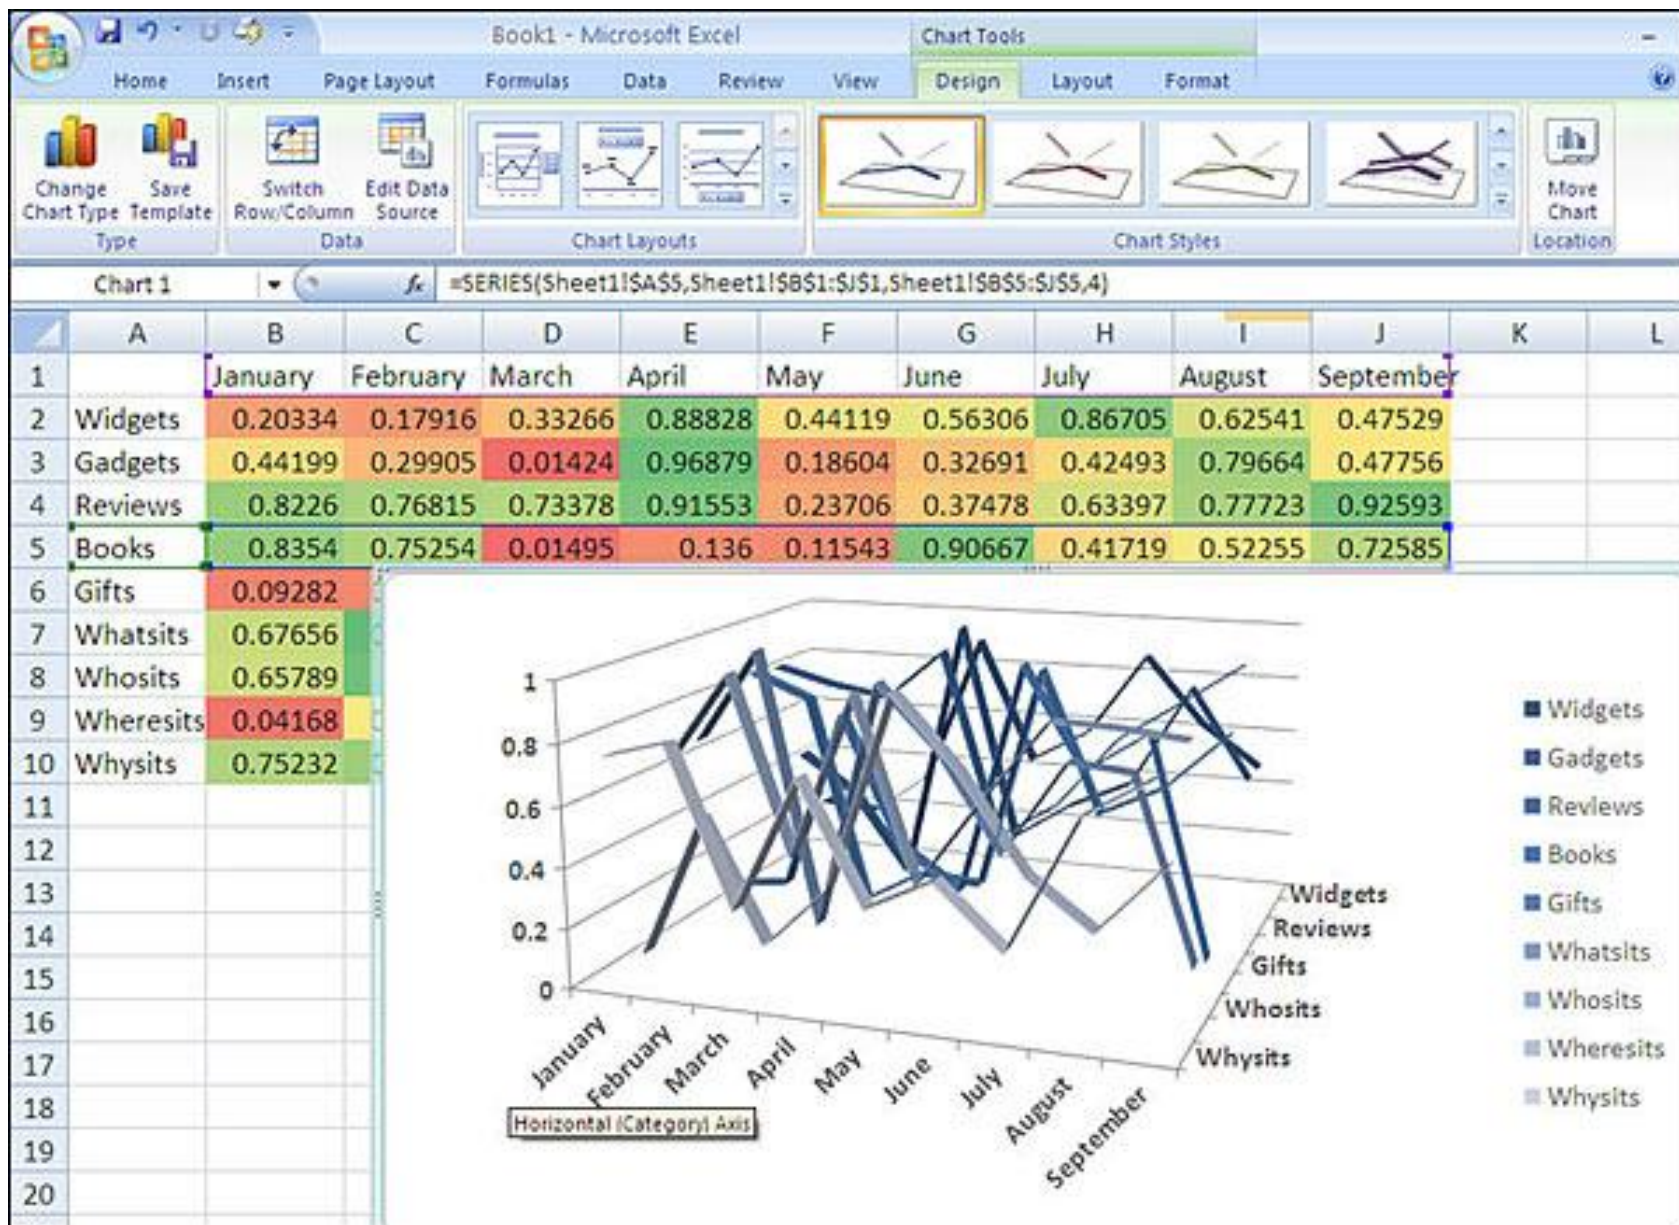 Book1 - Microsoft Excel Chart Tools
Home Insert Page Layout Formulas Data Review View Design Layout Format
Change Chart Type Save Template Switch Row/Column Edit Data Source Move Chart
Type Data Chart Layouts Chart Styles Location
Chart 1 fx =SERIES(Sheet1!$A$5,Sheet1!$B$1:$J$1,Sheet1!$B$5:$J$5,4)
A B C D E F G H I J K L
1 January February March April May June July August September
2 Widgets 0.20334 0.17916 0.33266 0.88828 0.44119 0.56306 0.86705 0.62541 0.47529
3 Gadgets 0.44199 0.29905 0.01424 0.96879 0.18604 0.32691 0.42493 0.79664 0.47756
4 Reviews 0.8226 0.76815 0.73378 0.91553 0.23706 0.37478 0.63397 0.77723 0.92593
5 Books 0.8354 0.75254 0.01495 0.136 0.11543 0.90667 0.41719 0.52255 0.72585
6 Gifts 0.09282
7 Whatsits 0.67656
8 Whosits 0.65789
9 Wheresits 0.04168
10 Whysits 0.75232
11
12
13
14
15
16
17
18
19
20
1
0.8
0.6
0.4
0.2
0
January February March April May June July August September
Horizontal (Category) Axis
Widgets
Reviews
Gifts
Whosits
Whysits
Widgets
Gadgets
Reviews
Books
Gifts
Whatsits
Whosits
Wheresits
Whysits